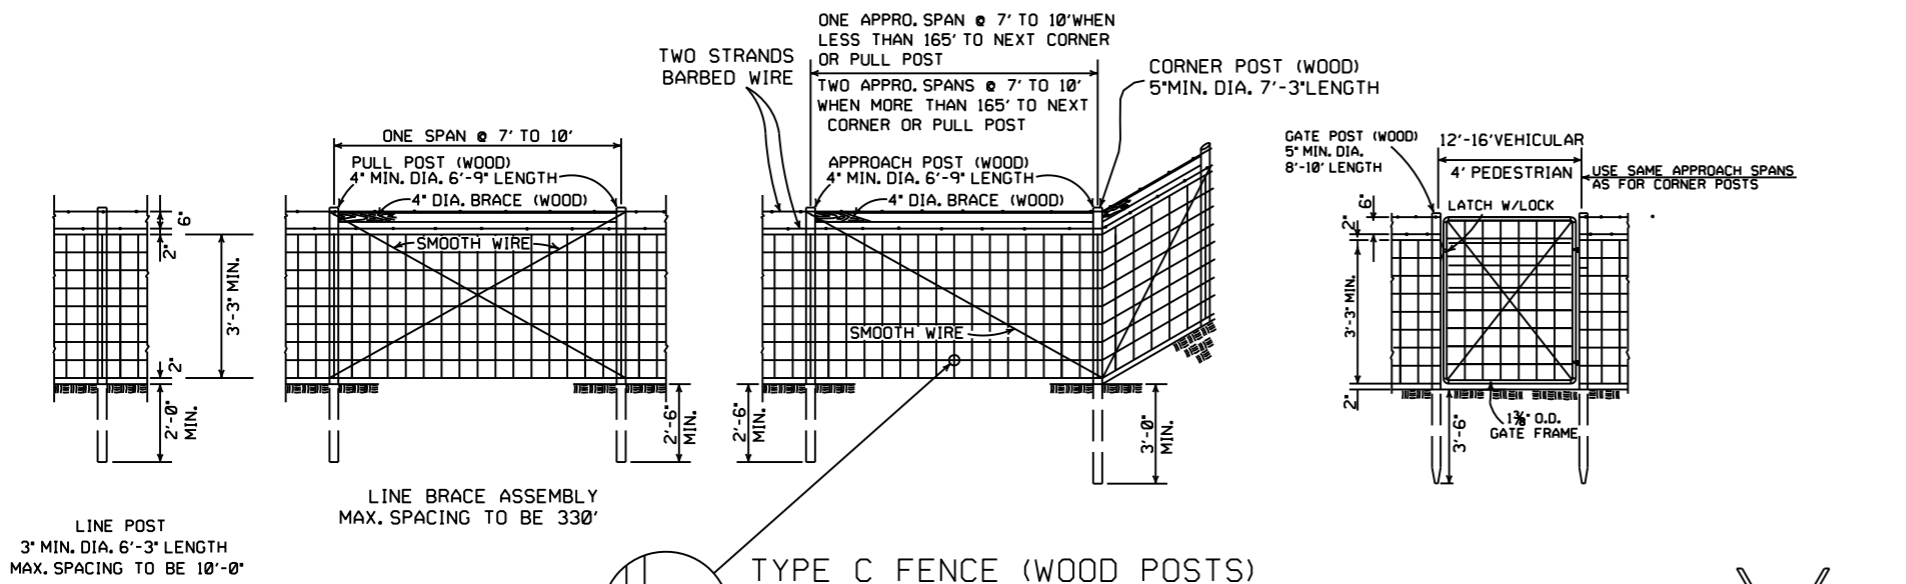 ONE APPRO. SPAN @ 7' TO 10' WHEN
LESS THAN 165' TO NEXT CORNER
OR PULL POST
TWO APPRO. SPANS @ 7' TO 10'
WHEN MORE THAN 165' TO NEXT
CORNER OR PULL POST
TWO STRANDS
BARBED WIRE
CORNER POST (WOOD)
5" MIN. DIA. 7'-3" LENGTH
ONE SPAN @ 7' TO 10'
PULL POST (WOOD)
4" MIN. DIA. 6'-9" LENGTH
4" DIA. BRACE (WOOD)
SMOOTH WIRE
APPROACH POST (WOOD)
4" MIN. DIA. 6'-9" LENGTH
4" DIA. BRACE (WOOD)
SMOOTH WIRE
GATE POST (WOOD)
5" MIN. DIA.
8'-10" LENGTH
12'-16' VEHICULAR
4' PEDESTRIAN
USE SAME APPROACH SPANS
AS FOR CORNER POSTS
LATCH W/LOCK
6"
2"
3'-3" MIN.
2"
2'-0"
MIN.
2'-6"
MIN.
2'-6"
MIN.
3'-0"
MIN.
6"
2"
3'-3" MIN.
2"
3'-6"
1⅜" O.D.
GATE FRAME
LINE BRACE ASSEMBLY
MAX. SPACING TO BE 330'
LINE POST
3" MIN. DIA. 6'-3" LENGTH
MAX. SPACING TO BE 10'-0"
TYPE C FENCE (WOOD POSTS)